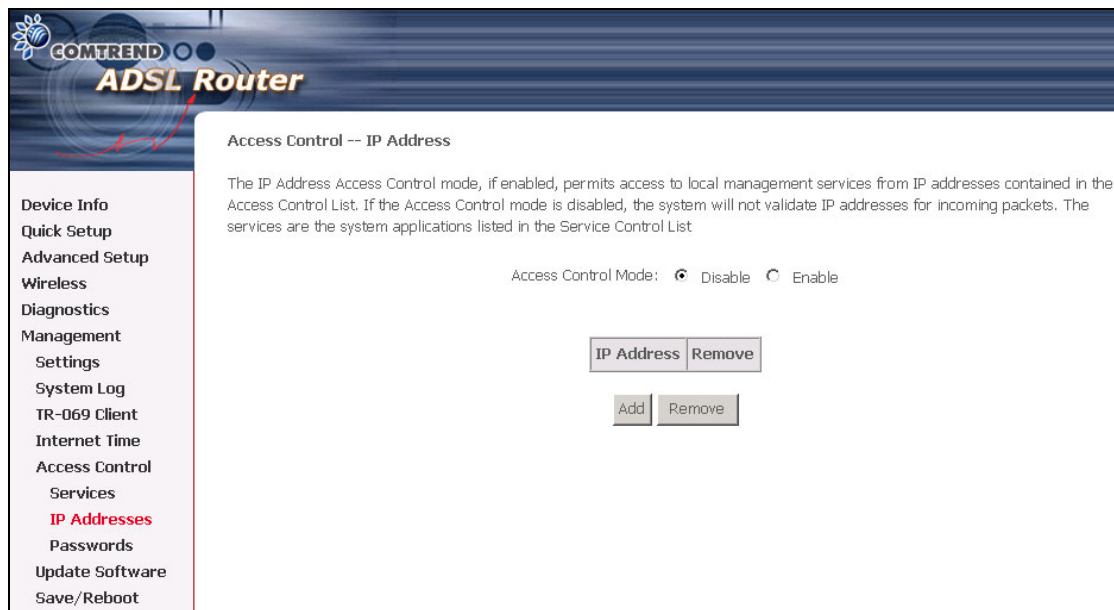 COMTREND
ADSL Router
Device Info
Quick Setup
Advanced Setup
Wireless
Diagnostics
Management
Settings
System Log
TR-069 Client
Internet Time
Access Control
Services
IP Addresses
Passwords
Update Software
Save/Reboot
Access Control -- IP Address
The IP Address Access Control mode, if enabled, permits access to local management services from IP addresses contained in the
Access Control List. If the Access Control mode is disabled, the system will not validate IP addresses for incoming packets. The
services are the system applications listed in the Service Control List
Access Control Mode: Disable Enable
IP Address Remove
Add Remove